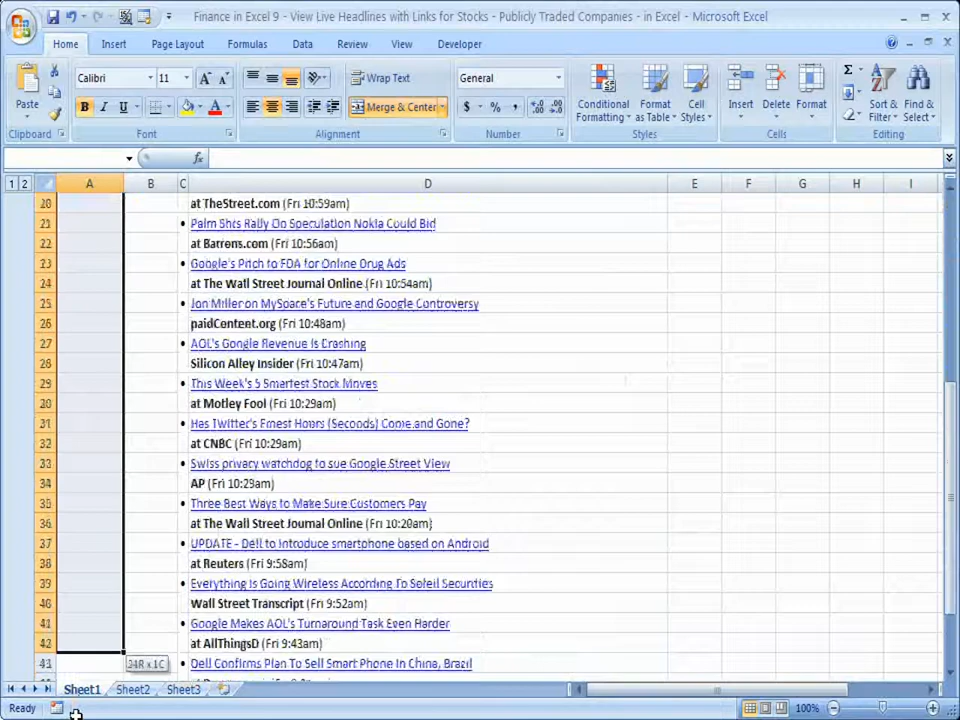 Finance in Excel 9 - View Live Headlines with Links for Stocks - Publicly Traded Companies - in Excel - Microsoft Excel
Home Insert Page Layout Formulas Data Review View Developer
Calibri 11 Wrap Text General
Paste B I U Merge & Center $ % , Conditional Formatting Format as Table Cell Styles Insert Delete Format Σ Sort & Filter Find & Select
Clipboard Font Alignment Number Styles Cells Editing
fx
1 2 A B C D E F G H I
20 at TheStreet.com (Fri 10:59am)
21 • Palm Shrs Rally On Speculation Nokia Could Bid
22 at Barrons.com (Fri 10:56am)
23 • Google's Pitch to FDA for Online Drug Ads
24 at The Wall Street Journal Online (Fri 10:54am)
25 • Jon Miller on MySpace's Future and Google Controversy
26 paidContent.org (Fri 10:48am)
27 • AOL's Google Revenue Is Crashing
28 Silicon Alley Insider (Fri 10:47am)
29 • This Week's 5 Smartest Stock Moves
30 at Motley Fool (Fri 10:29am)
31 • Has Twitter's Finest Hours (Seconds) Come and Gone?
32 at CNBC (Fri 10:29am)
33 • Swiss privacy watchdog to sue Google Street View
34 AP (Fri 10:29am)
35 • Three Best Ways to Make Sure Customers Pay
36 at The Wall Street Journal Online (Fri 10:20am)
37 • UPDATE - Dell to introduce smartphone based on Android
38 at Reuters (Fri 9:58am)
39 • Everything Is Going Wireless According To Soleil Securities
40 Wall Street Transcript (Fri 9:52am)
41 • Google Makes AOL's Turnaround Task Even Harder
42 at AllThingsD (Fri 9:43am)
43 • Dell Confirms Plan To Sell Smart Phone In China, Brazil
Sheet1 Sheet2 Sheet3
Ready 100%